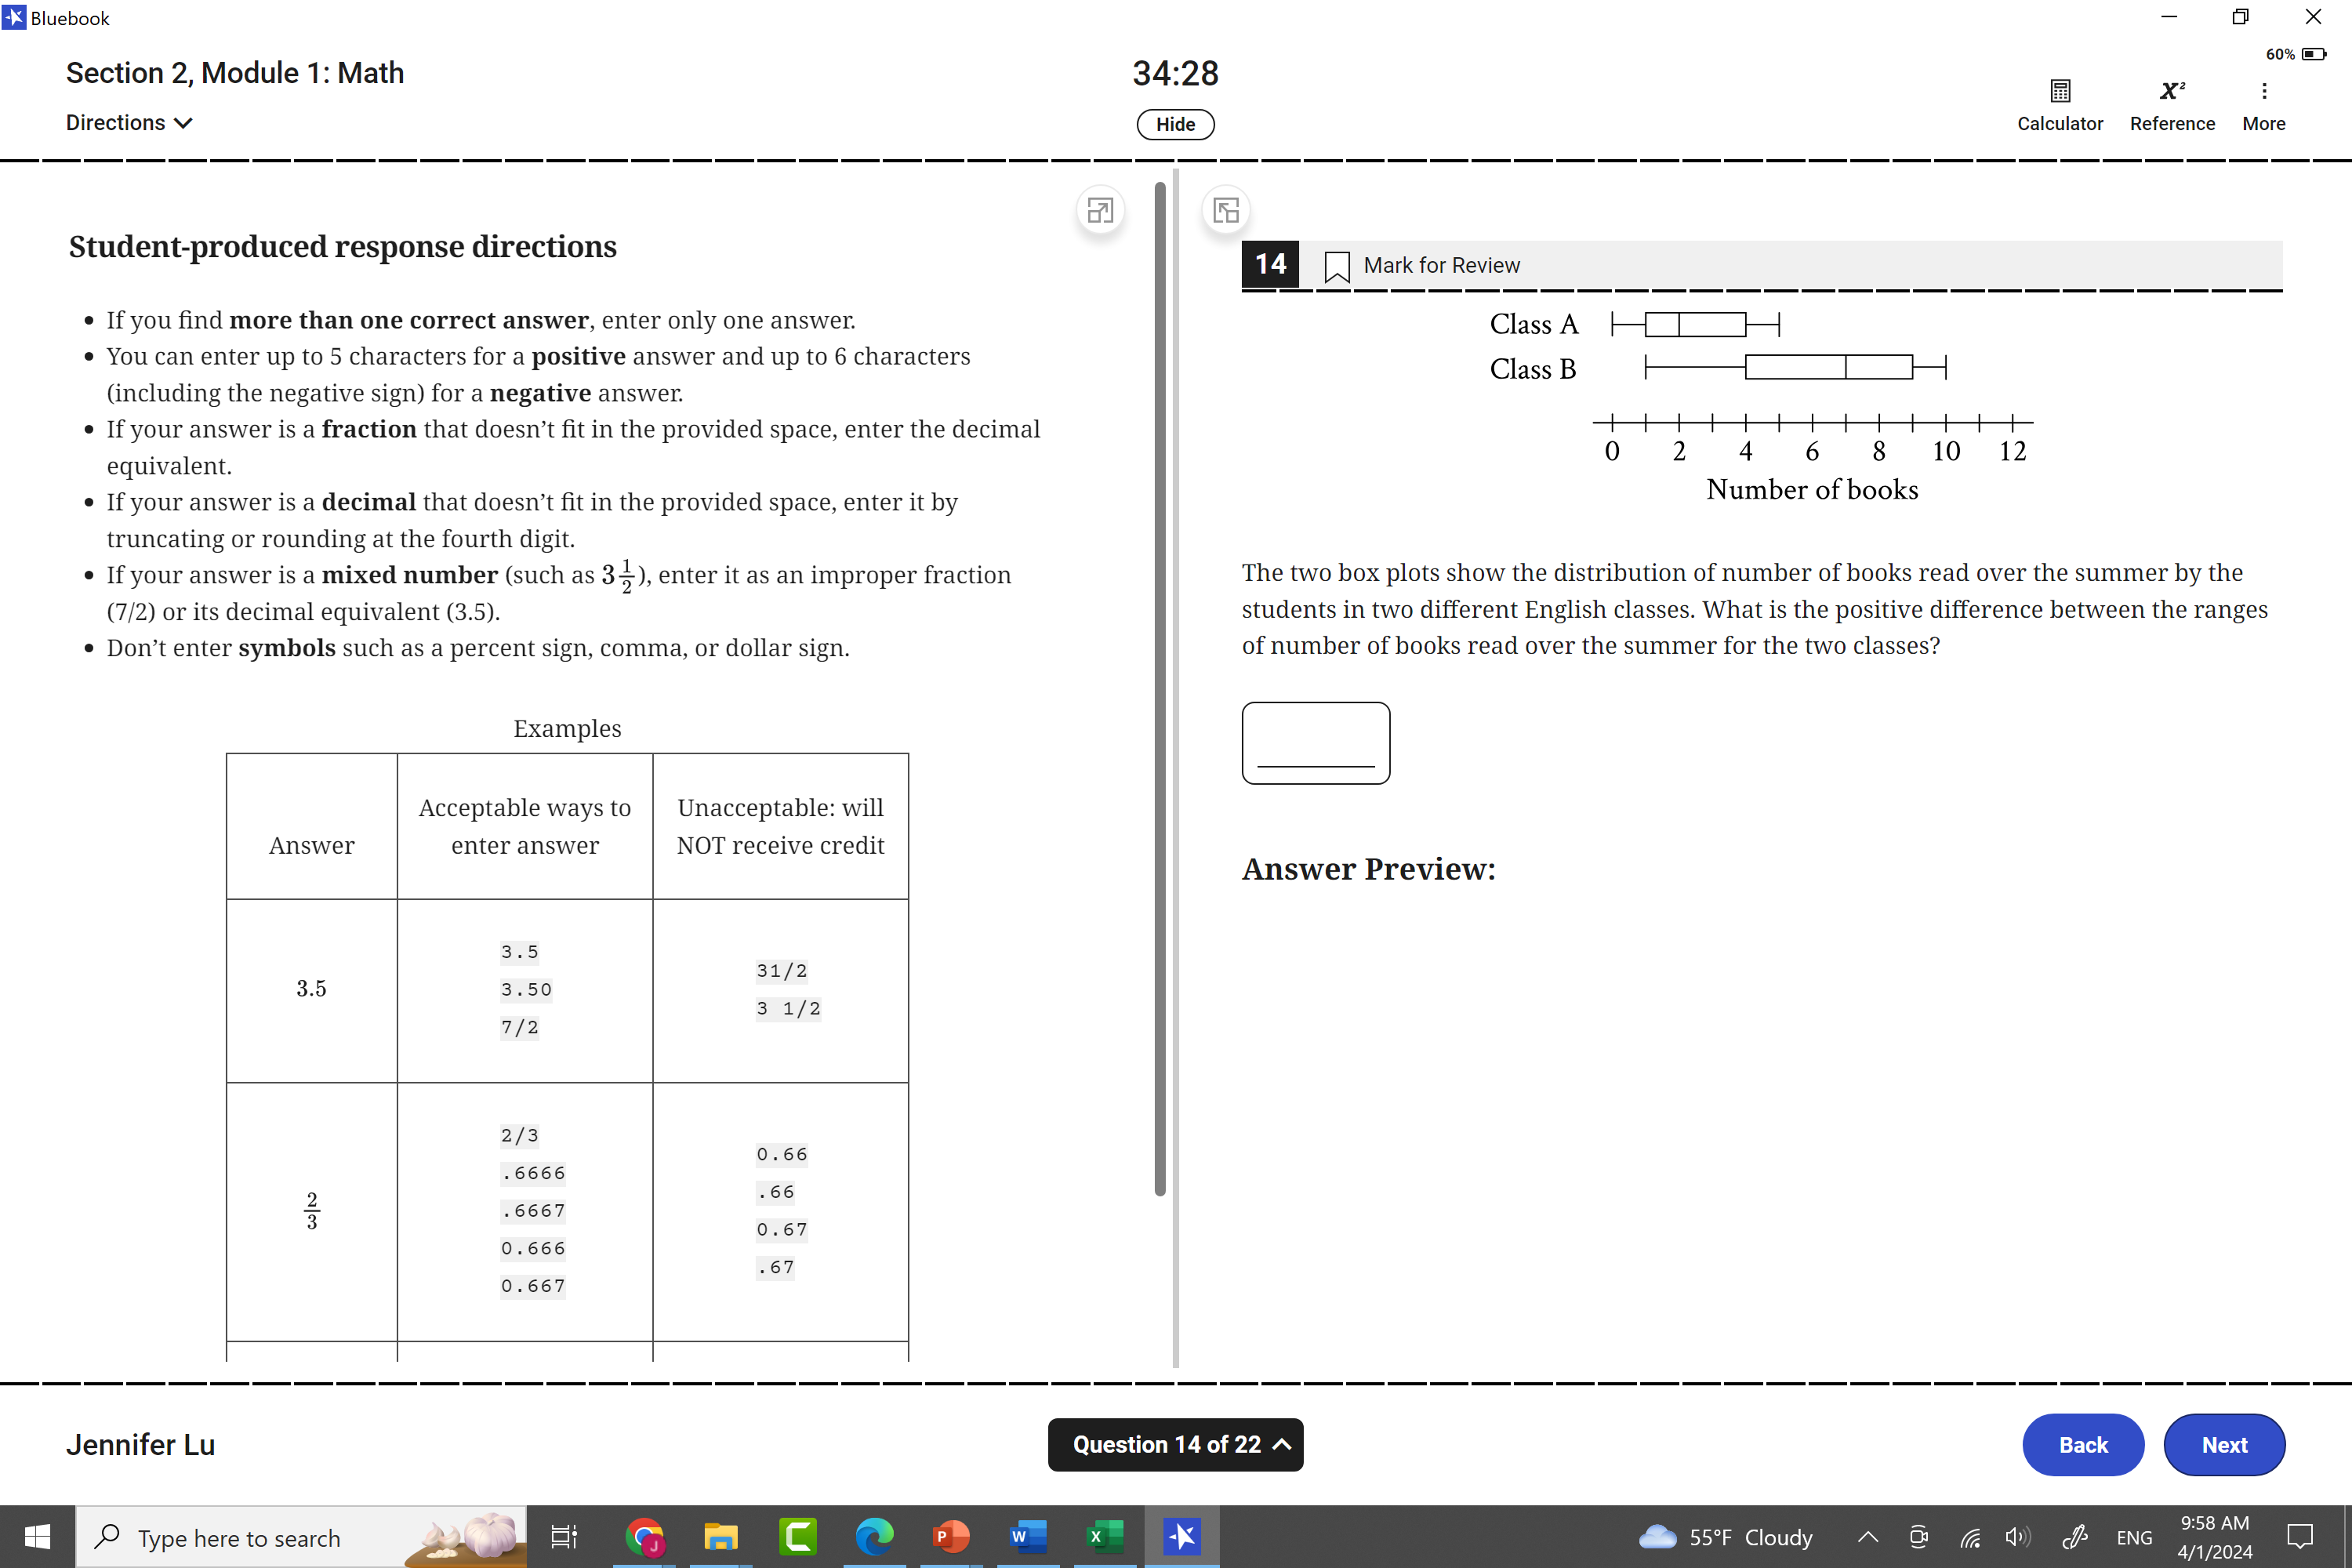 Bluebook
60%
Section 2, Module 1: Math
34:28
Directions
Hide
Calculator
Reference
More
Student-produced response directions
• If you find more than one correct answer, enter only one answer.
• You can enter up to 5 characters for a positive answer and up to 6 characters
(including the negative sign) for a negative answer.
• If your answer is a fraction that doesn’t fit in the provided space, enter the decimal
equivalent.
• If your answer is a decimal that doesn’t fit in the provided space, enter it by
truncating or rounding at the fourth digit.
• If your answer is a mixed number (such as 3 1/2), enter it as an improper fraction
(7/2) or its decimal equivalent (3.5).
• Don’t enter symbols such as a percent sign, comma, or dollar sign.
Examples
Answer
Acceptable ways to
enter answer
Unacceptable: will
NOT receive credit
3.5
3.5
3.50
7/2
31/2
3 1/2
2/3
2/3
.6666
.6667
0.666
0.667
0.66
.66
0.67
.67
14
Mark for Review
Class A
Class B
0 2 4 6 8 10 12
Number of books
The two box plots show the distribution of number of books read over the summer by the
students in two different English classes. What is the positive difference between the ranges
of number of books read over the summer for the two classes?
Answer Preview:
Jennifer Lu
Question 14 of 22
Back
Next
Type here to search
J
P
W
X
55°F Cloudy
ENG
9:58 AM
4/1/2024